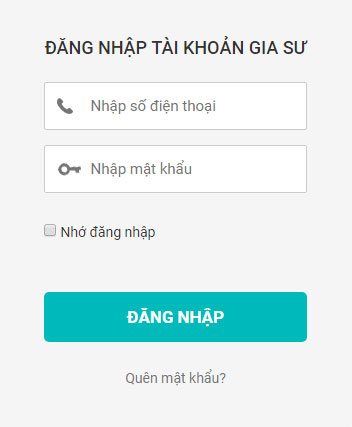 ĐĂNG NHẬP TÀI KHOẢN GIA SƯ
Nhập số điện thoại
Nhập mật khẩu
Nhớ đăng nhập
ĐĂNG NHẬP
Quên mật khẩu?